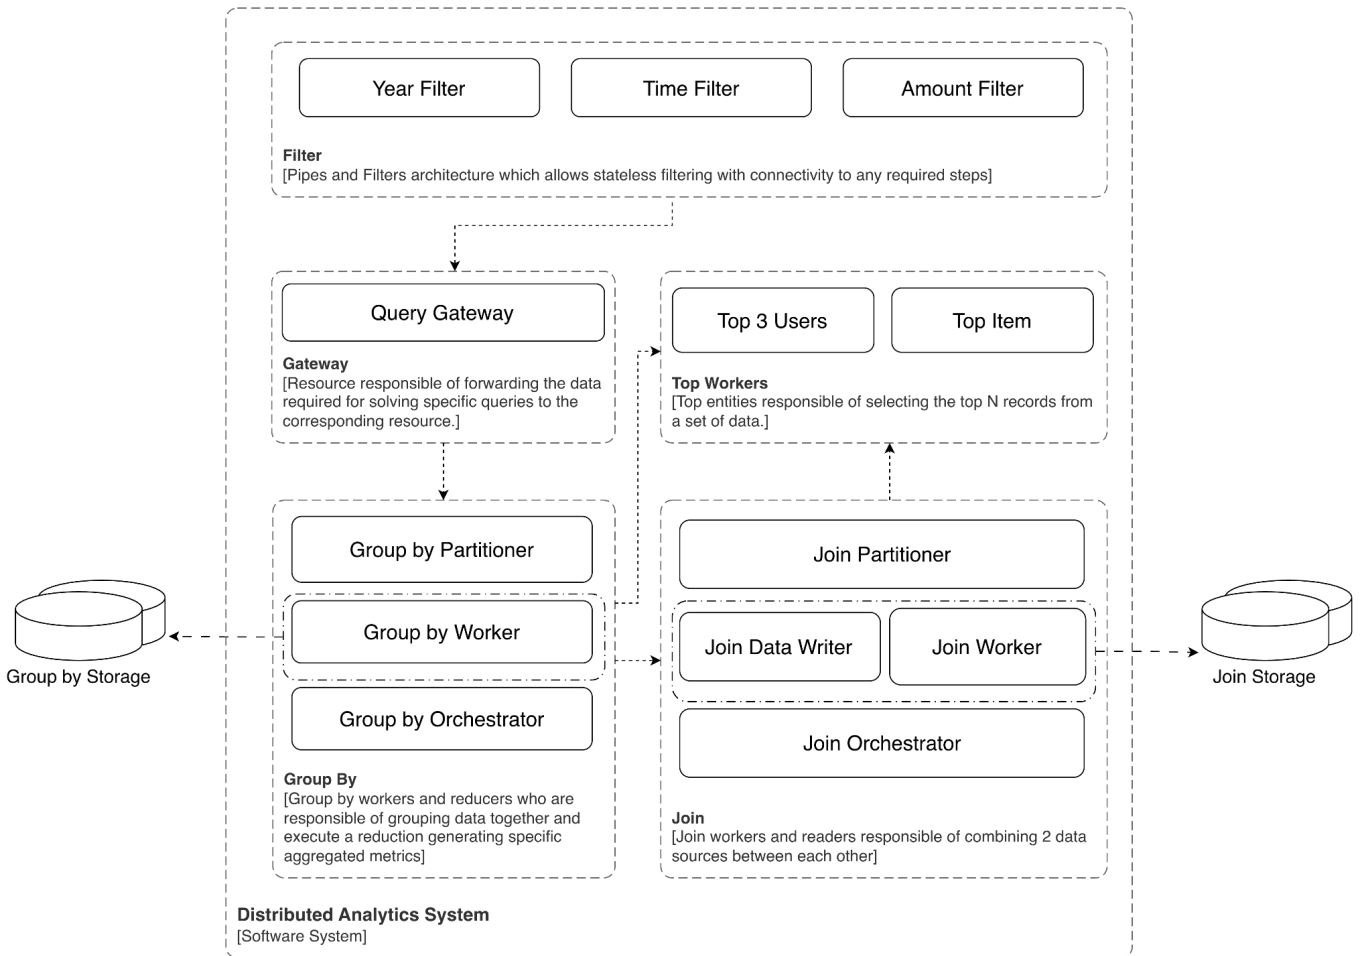 Year Filter
Time Filter
Amount Filter
Filter
[Pipes and Filters architecture which allows stateless filtering with connectivity to any required steps]
Query Gateway
Gateway
[Resource responsible of forwarding the data
required for solving specific queries to the
corresponding resource.]
Top 3 Users
Top Item
Top Workers
[Top entities responsible of selecting the top N records from
a set of data.]
Group by Partitioner
Group by Worker
Group by Orchestrator
Group By
[Group by workers and reducers who are
responsible of grouping data together and
execute a reduction generating specific
aggregated metrics]
Join Partitioner
Join Data Writer
Join Worker
Join Orchestrator
Join
[Join workers and readers responsible of combining 2 data
sources between each other]
Group by Storage
Join Storage
Distributed Analytics System
[Software System]